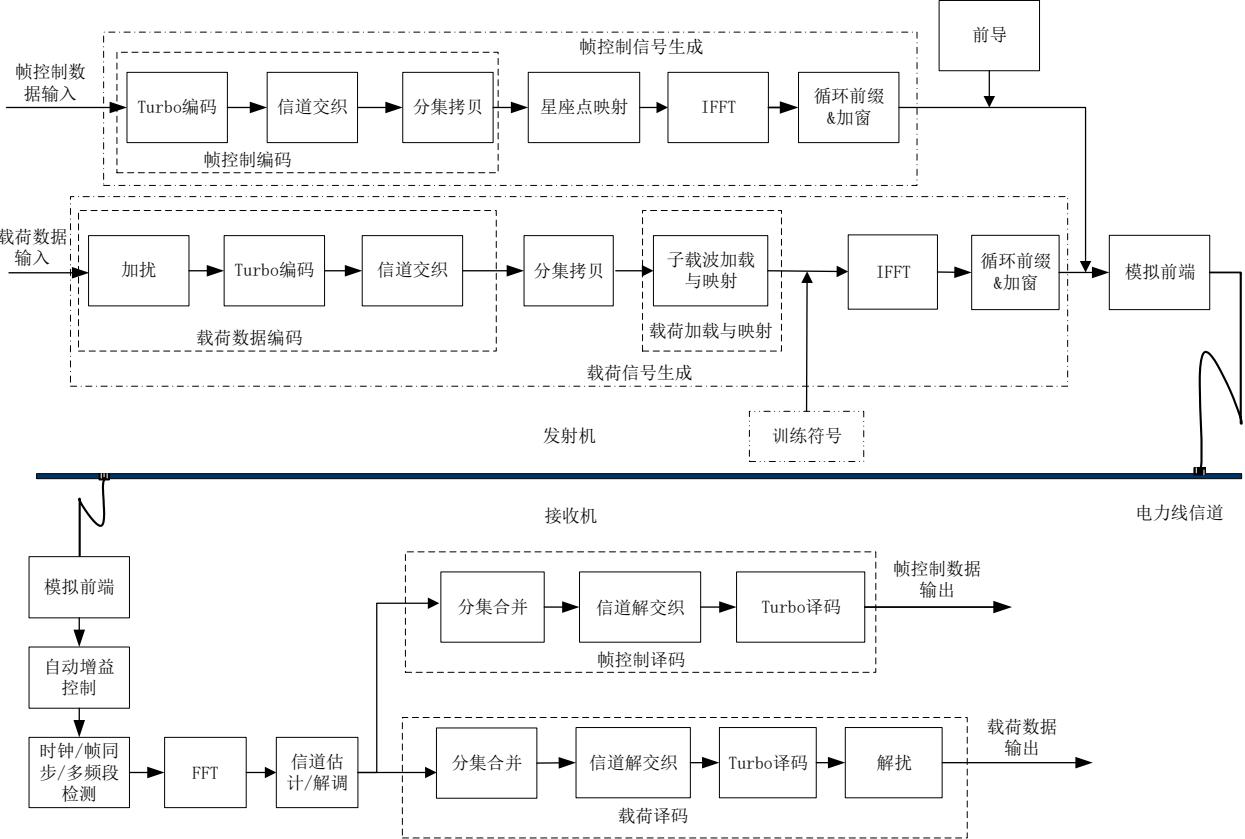 帧控制信号生成
前导
帧控制数
据输入
Turbo编码
信道交织
分集拷贝
星座点映射
IFFT
循环前缀
&加窗
帧控制编码
载荷数据
输入
加扰
Turbo编码
信道交织
分集拷贝
子载波加载
与映射
IFFT
循环前缀
&加窗
模拟前端
载荷数据编码
载荷加载与映射
载荷信号生成
发射机
训练符号
接收机
电力线信道
模拟前端
自动增益
控制
时钟/帧同
步/多频段
检测
FFT
信道估
计/解调
分集合并
信道解交织
Turbo译码
帧控制数据
输出
帧控制译码
分集合并
信道解交织
Turbo译码
解扰
载荷数据
输出
载荷译码